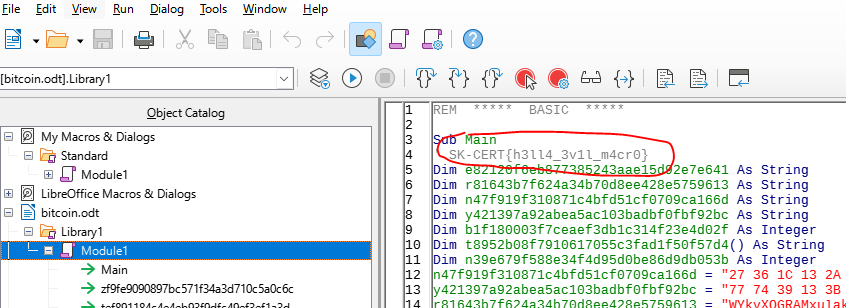 File Edit View Run Dialog Tools Window Help
[bitcoin.odt].Library1
Object Catalog
My Macros & Dialogs
Standard
Module1
LibreOffice Macros & Dialogs
bitcoin.odt
Library1
Module1
Main
zf9fe9090897bc571f34a3d710c5a0c6c
1 REM ***** BASIC *****
2
3 Sub Main
4 SK-CERT{h3ll4_3v1l_m4cr0}
5 Dim e82120f6eb877385243aae15d92e7e641 As String
6 Dim r81643b7f624a34b70d8ee428e5759613 As String
7 Dim n47f919f310871c4bfd51cf0709ca166d As String
8 Dim y421397a92abea5ac103badbf0fbf92bc As String
9 Dim b1f180003f7ceaef3db1c314f23e4d02f As Integer
10 Dim t8952b08f7910617055c3fad1f50f57d4() As String
11 Dim n39e679f588e34f4d95d0be86d9db053b As Integer
12 n47f919f310871c4bfd51cf0709ca166d = "27 36 1C 13 2A
13 y421397a92abea5ac103badbf0fbf92bc = "77 74 39 13 3B
14 r81643b7f624a34b70d8ee428e5759613 =